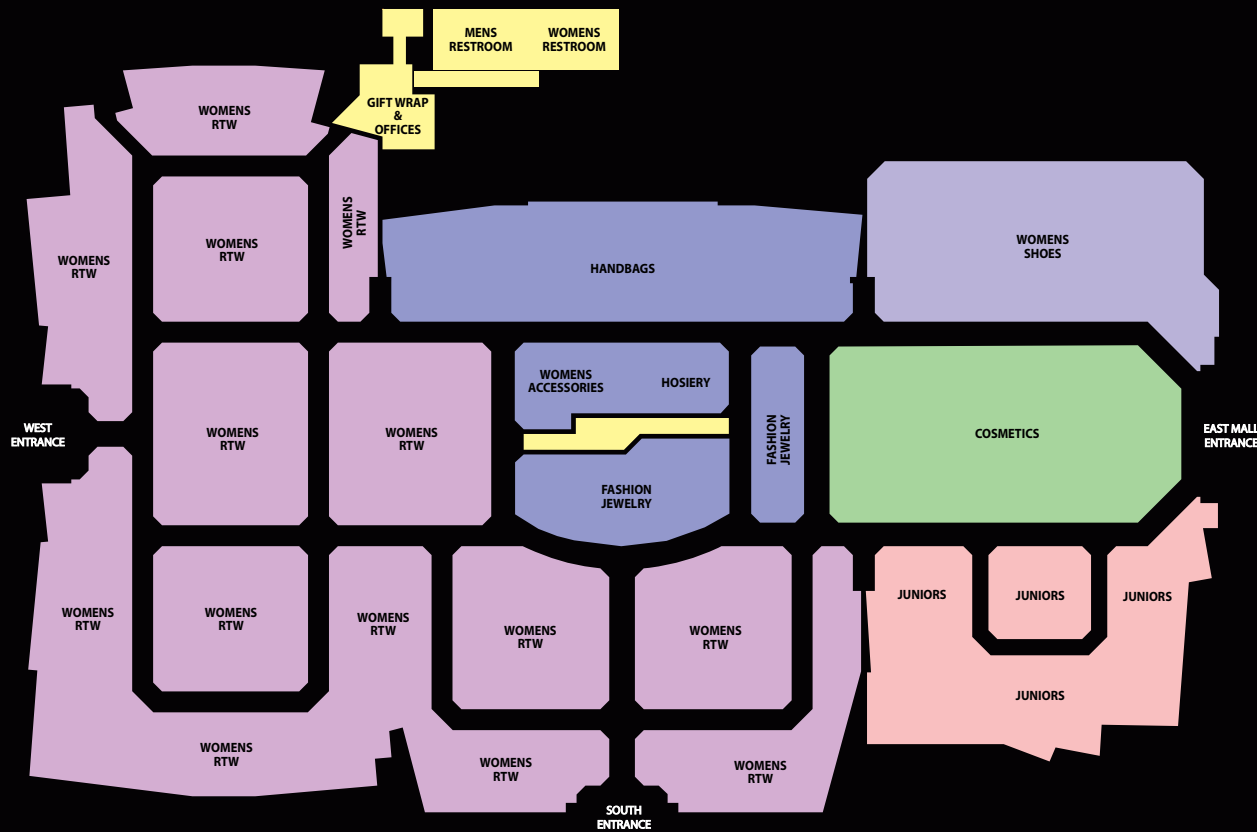 MENS
RESTROOM
WOMENS
RESTROOM
GIFT WRAP
&
OFFICES
WOMENS
RTW
WOMENS
RTW
WOMENS
RTW
WOMENS
RTW
HANDBAGS
WOMENS
SHOES
WOMENS
ACCESSORIES
HOSIERY
WEST
ENTRANCE
WOMENS
RTW
WOMENS
RTW
FASHION
JEWELRY
FASHION
JEWELRY
COSMETICS
EAST MALL
ENTRANCE
WOMENS
RTW
WOMENS
RTW
WOMENS
RTW
WOMENS
RTW
WOMENS
RTW
JUNIORS
JUNIORS
JUNIORS
JUNIORS
WOMENS
RTW
WOMENS
RTW
WOMENS
RTW
SOUTH
ENTRANCE